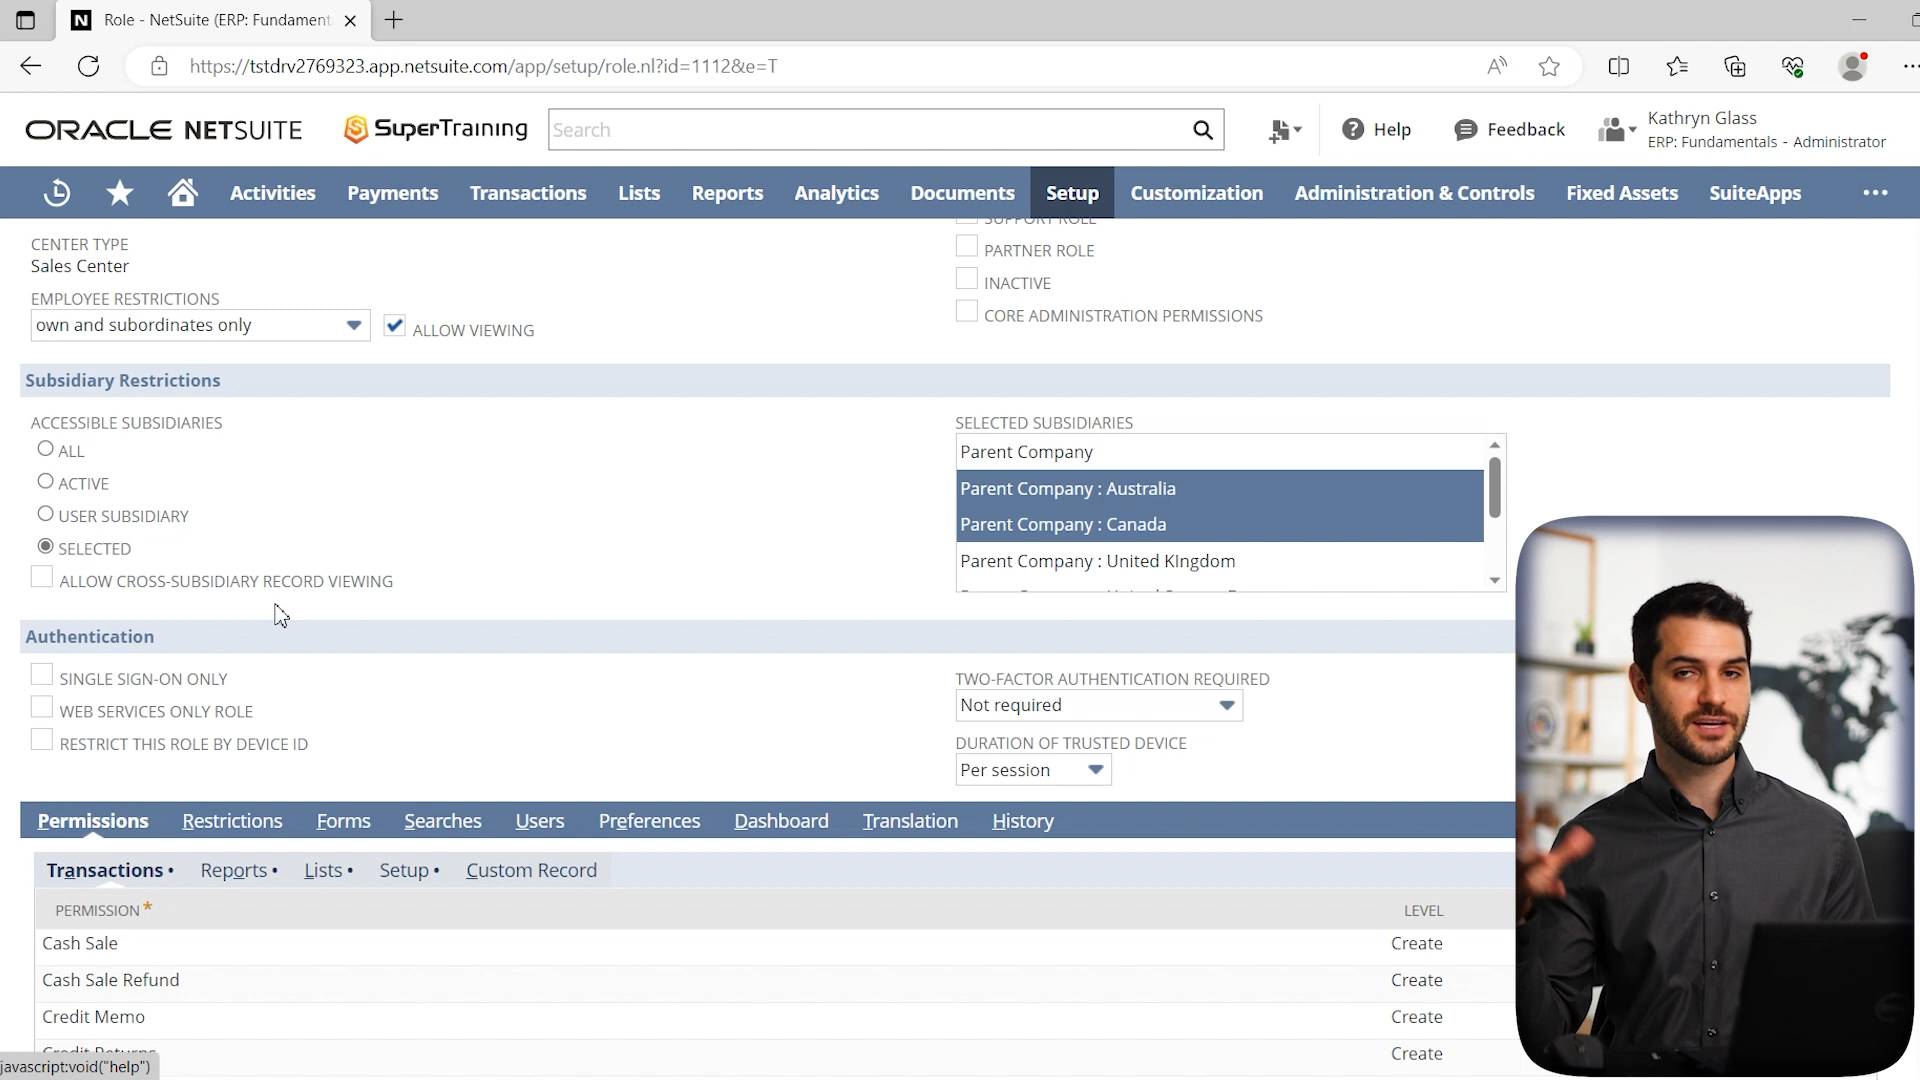 Role - NetSuite (ERP: Fundament
https://tstdrv2769323.app.netsuite.com/app/setup/role.nl?id=1112&e=T
ORACLE NETSUITE
SuperTraining
Search
Help
Feedback
Kathryn Glass
ERP: Fundamentals - Administrator
Activities
Payments
Transactions
Lists
Reports
Analytics
Documents
Setup
Customization
Administration & Controls
Fixed Assets
SuiteApps
SUPPORT ROLE
CENTER TYPE
Sales Center
PARTNER ROLE
INACTIVE
EMPLOYEE RESTRICTIONS
own and subordinates only
ALLOW VIEWING
CORE ADMINISTRATION PERMISSIONS
Subsidiary Restrictions
ACCESSIBLE SUBSIDIARIES
ALL
ACTIVE
USER SUBSIDIARY
SELECTED
ALLOW CROSS-SUBSIDIARY RECORD VIEWING
SELECTED SUBSIDIARIES
Parent Company
Parent Company : Australia
Parent Company : Canada
Parent Company : United KIngdom
Authentication
SINGLE SIGN-ON ONLY
WEB SERVICES ONLY ROLE
RESTRICT THIS ROLE BY DEVICE ID
TWO-FACTOR AUTHENTICATION REQUIRED
Not required
DURATION OF TRUSTED DEVICE
Per session
Permissions
Restrictions
Forms
Searches
Users
Preferences
Dashboard
Translation
History
Transactions •
Reports •
Lists •
Setup •
Custom Record
PERMISSION *
LEVEL
Cash Sale
Create
Cash Sale Refund
Create
Credit Memo
Create
Credit Returns
Create
javascript:void("help")